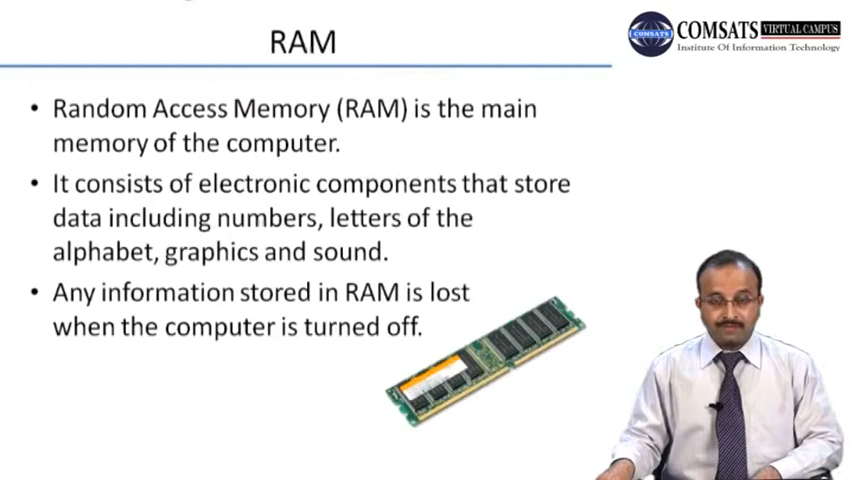 RAM
COMSATS VIRTUAL CAMPUS
COMSATS
Institute Of Information Technology
• Random Access Memory (RAM) is the main
memory of the computer.
• It consists of electronic components that store
data including numbers, letters of the
alphabet, graphics and sound.
• Any information stored in RAM is lost
when the computer is turned off.